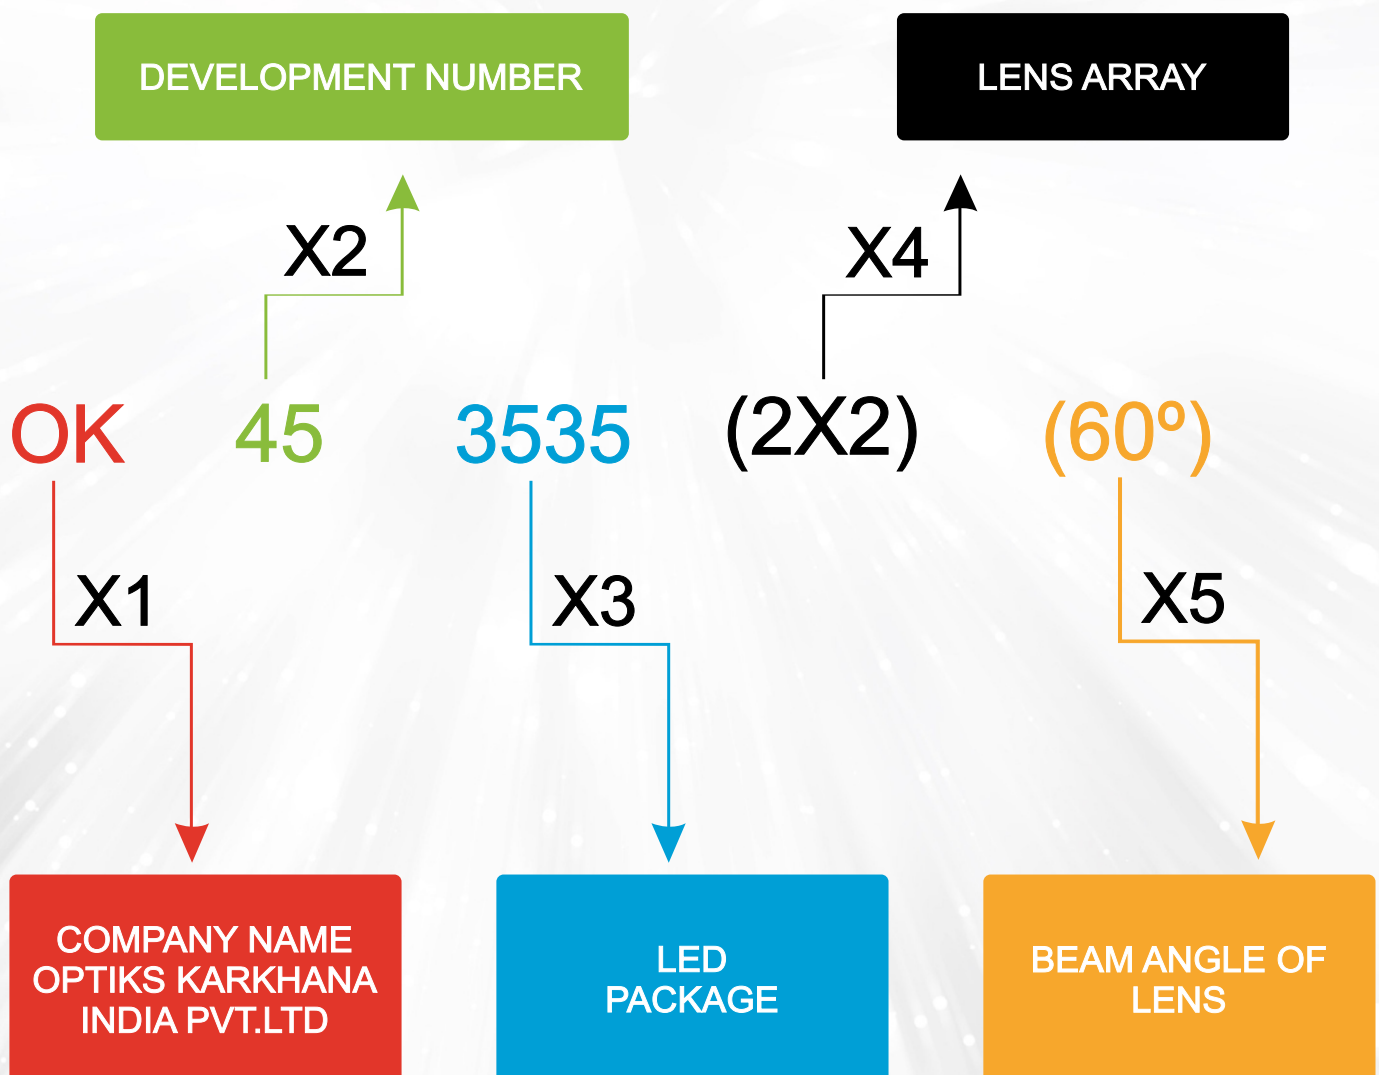 DEVELOPMENT NUMBER
LENS ARRAY
X2
X4
OK 45 3535 (2X2) (60º)
X1
X3
X5
COMPANY NAME
OPTIKS KARKHANA
INDIA PVT.LTD
LED
PACKAGE
BEAM ANGLE OF
LENS